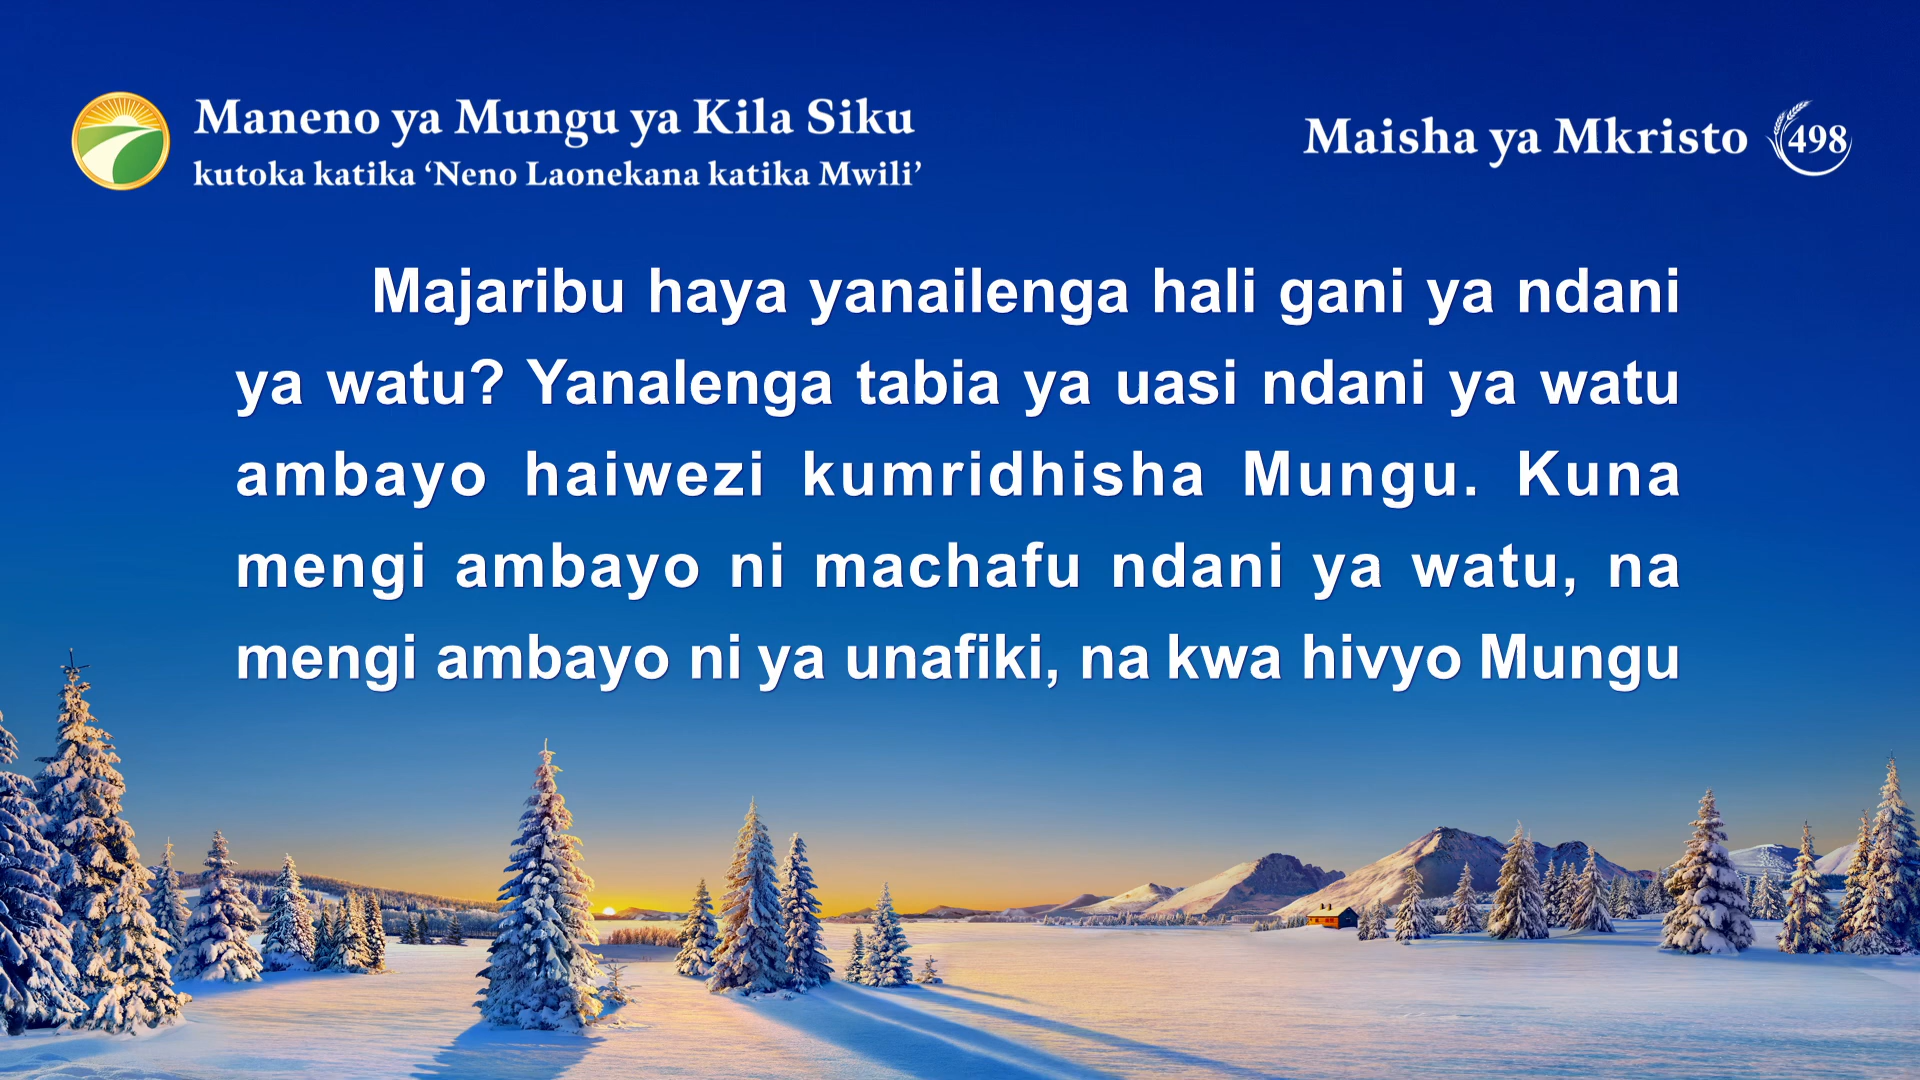 Maneno ya Mungu ya Kila Siku
kutoka katika ‘Neno Laonekana katika Mwili’
Maisha ya Mkristo 498
Majaribu haya yanailenga hali gani ya ndani
ya watu? Yanalenga tabia ya uasi ndani ya watu
ambayo haiwezi kumridhisha Mungu. Kuna
mengi ambayo ni machafu ndani ya watu, na
mengi ambayo ni ya unafiki, na kwa hivyo Mungu